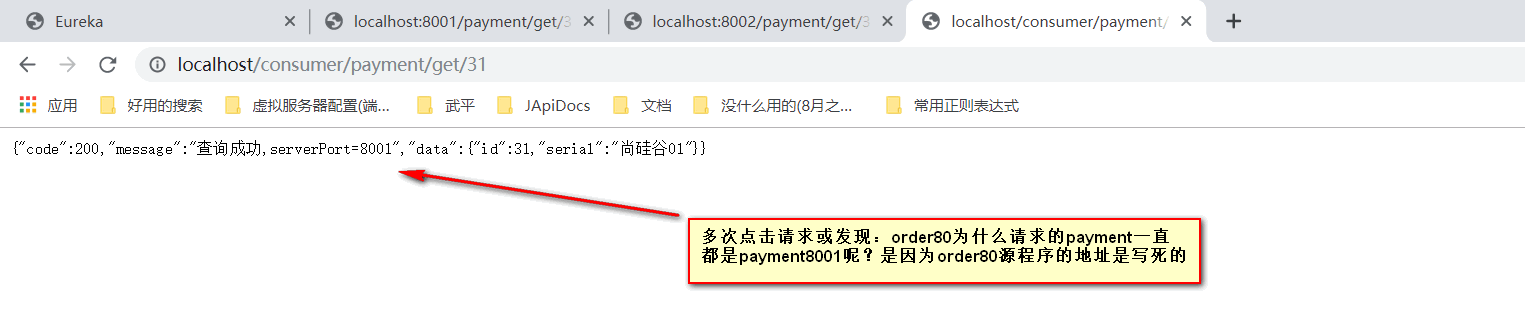 Eureka
localhost:8001/payment/get/3
localhost:8002/payment/get/3
localhost/consumer/payment/
localhost/consumer/payment/get/31
应用
好用的搜索
虚拟服务器配置(端...
武平
JApiDocs
文档
没什么用的(8月之...
常用正则表达式
{"code":200,"message":"查询成功,serverPort=8001","data":{"id":31,"serial":"尚硅谷01"}}
多次点击请求或发现：order80为什么请求的payment一直
都是payment8001呢？是因为order80源程序的地址是写死的